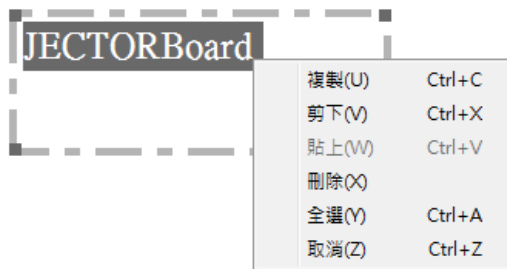 JECTORBoard
複製(U) Ctrl+C
剪下(V) Ctrl+X
貼上(W) Ctrl+V
刪除(X)
全選(Y) Ctrl+A
取消(Z) Ctrl+Z